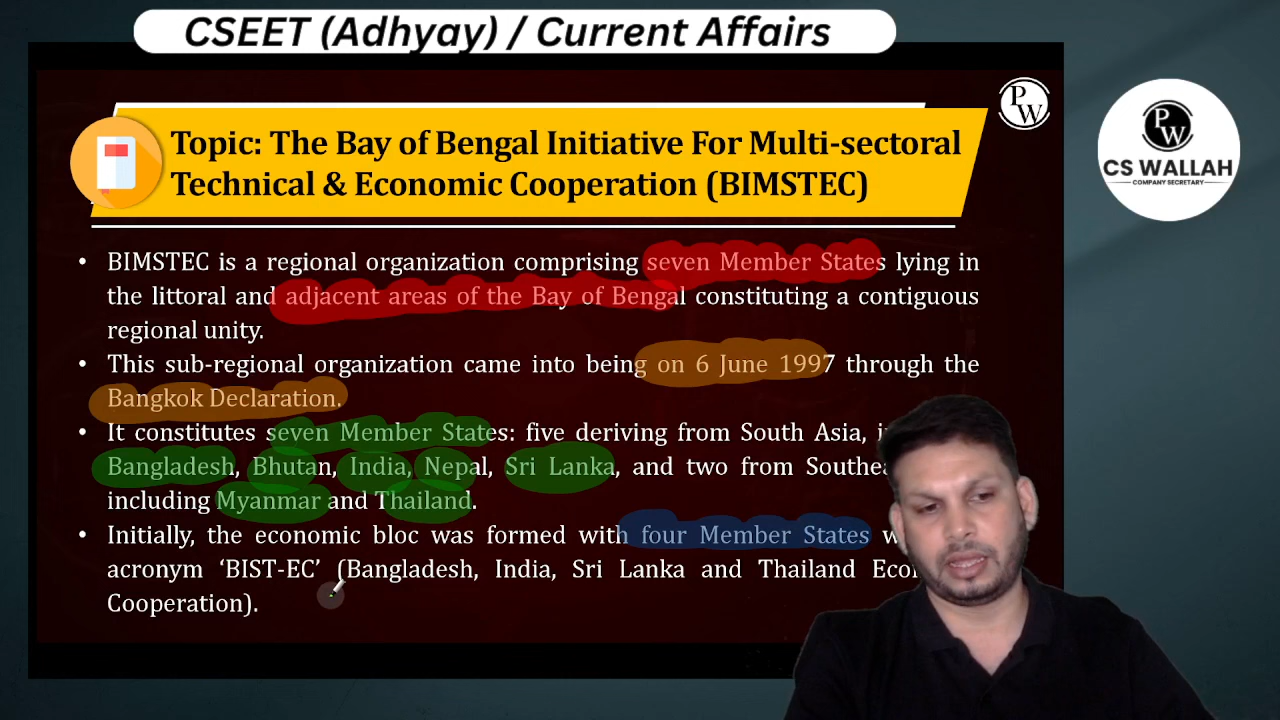 CSEET (Adhyay) / Current Affairs
PW
Topic: The Bay of Bengal Initiative For Multi-sectoral
Technical & Economic Cooperation (BIMSTEC)
PW
CS WALLAH
COMPANY SECRETARY
• BIMSTEC is a regional organization comprising seven Member States lying in
the littoral and adjacent areas of the Bay of Bengal constituting a contiguous
regional unity.
• This sub-regional organization came into being on 6 June 1997 through the
Bangkok Declaration.
• It constitutes seven Member States: five deriving from South Asia,
Bangladesh, Bhutan, India, Nepal, Sri Lanka, and two from
including Myanmar and Thailand.
• Initially, the economic bloc was formed with four Member States
acronym ‘BIST-EC’ (Bangladesh, India, Sri Lanka and Thailand
Cooperation).